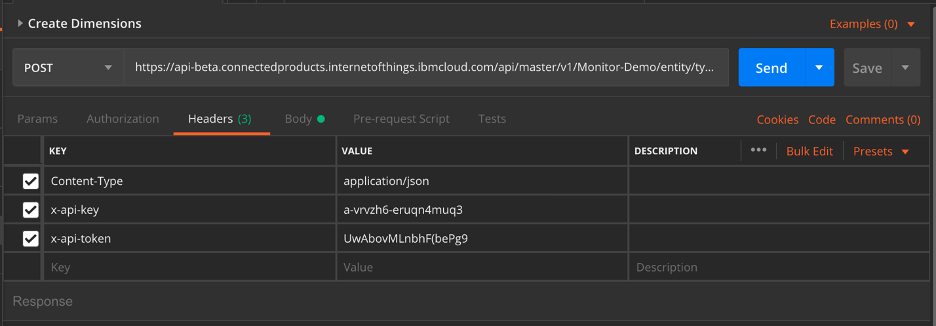 Create Dimensions Examples (0)
POST https://api-beta.connectedproducts.internetofthings.ibmcloud.com/api/master/v1/Monitor-Demo/entity/ty... Send Save
Params Authorization Headers (3) Body Pre-request Script Tests Cookies Code Comments (0)
KEY VALUE DESCRIPTION ••• Bulk Edit Presets
Content-Type application/json
x-api-key a-vrvzh6-eruqn4muq3
x-api-token UwAbovMLnbhF(bePg9
Key Value Description
Response